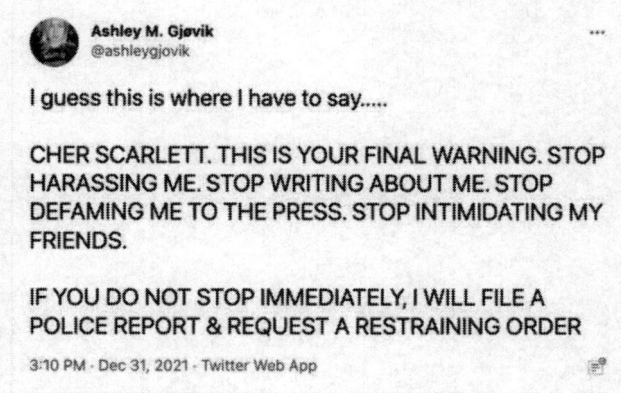 Ashley M. Gjøvik
@ashleygjovik
I guess this is where I have to say.....
CHER SCARLETT. THIS IS YOUR FINAL WARNING. STOP
HARASSING ME. STOP WRITING ABOUT ME. STOP
DEFAMING ME TO THE PRESS. STOP INTIMIDATING MY
FRIENDS.
IF YOU DO NOT STOP IMMEDIATELY, I WILL FILE A
POLICE REPORT & REQUEST A RESTRAINING ORDER
3:10 PM · Dec 31, 2021 · Twitter Web App